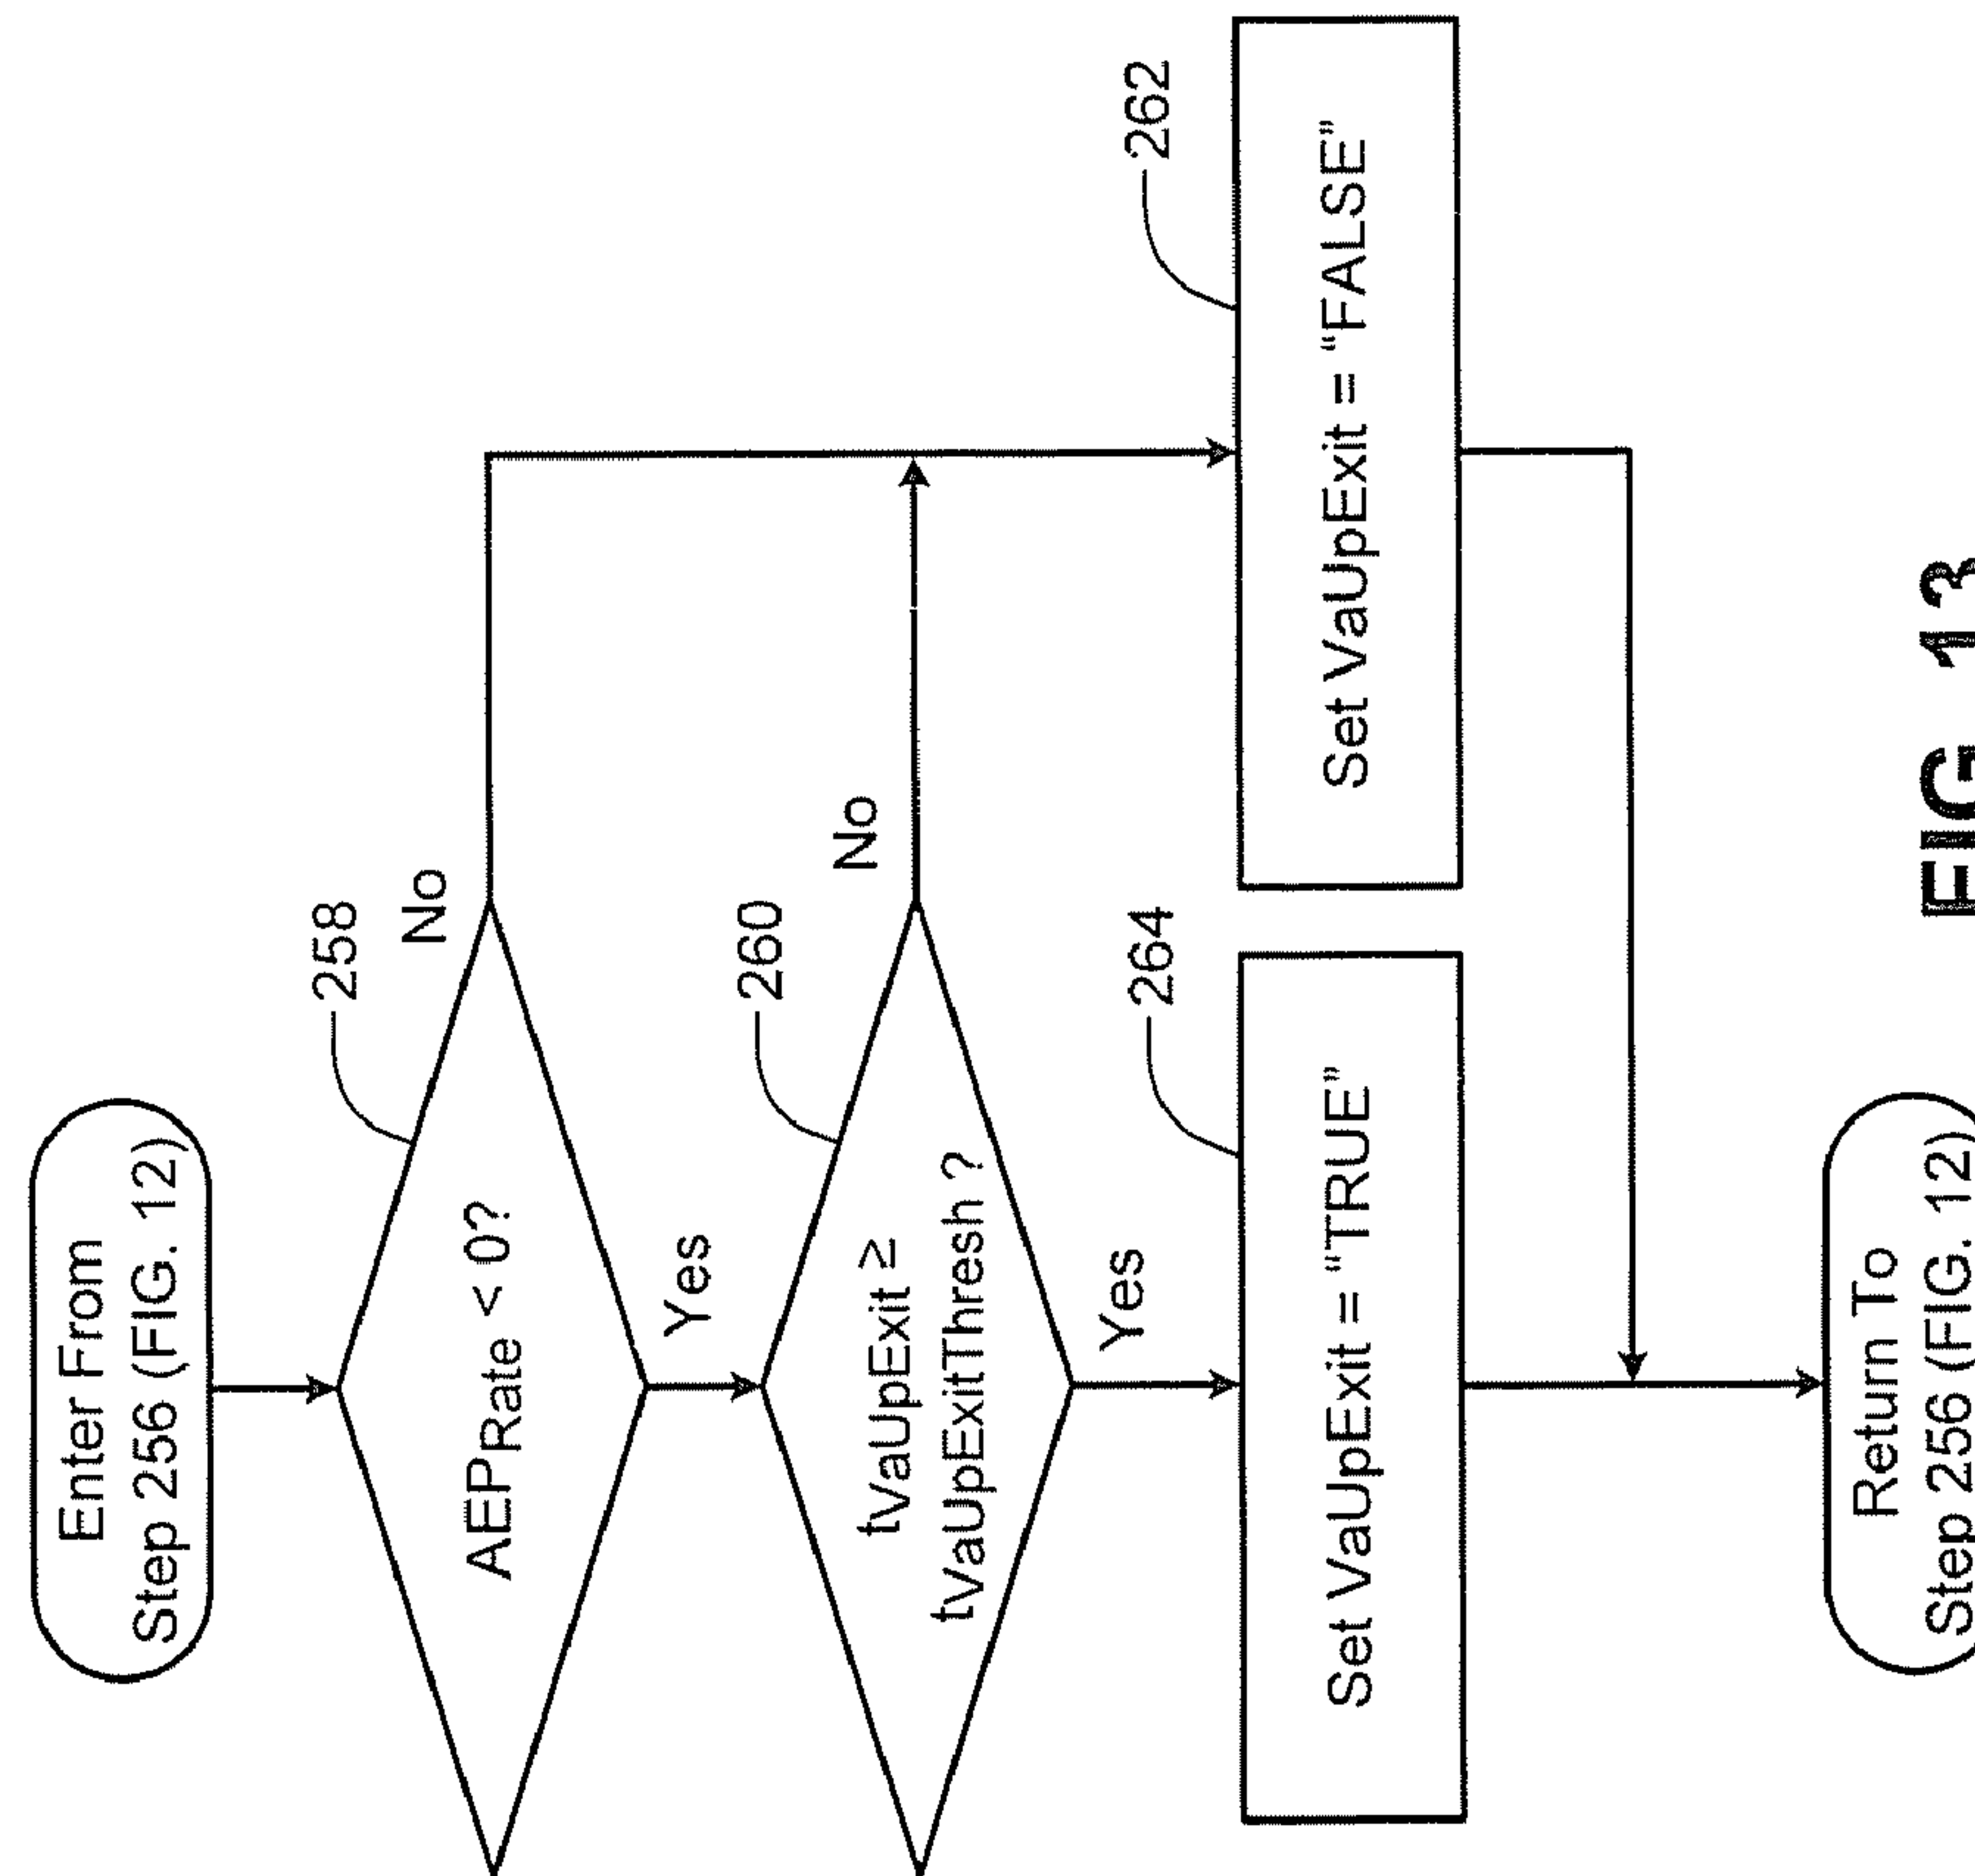 Enter From
Step 256 (FIG. 12)
258
AEPRate < 0?
No
Yes
260
tVaUpExit ≥
tVaUpExitThresh ?
No
Yes
264
Set VaUpExit = "TRUE"
262
Set VaUpExit = “FALSE”
Return To
Step 256 (FIG. 12)
FIG. 13